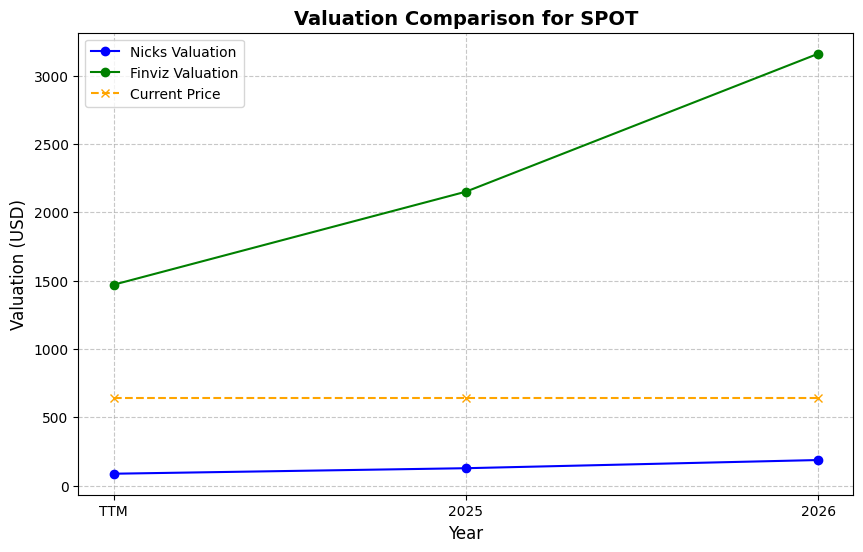 Valuation Comparison for SPOT
Nicks Valuation
Finviz Valuation
Current Price
Valuation (USD)
3000
2500
2000
1500
1000
500
0
TTM 2025 2026
Year